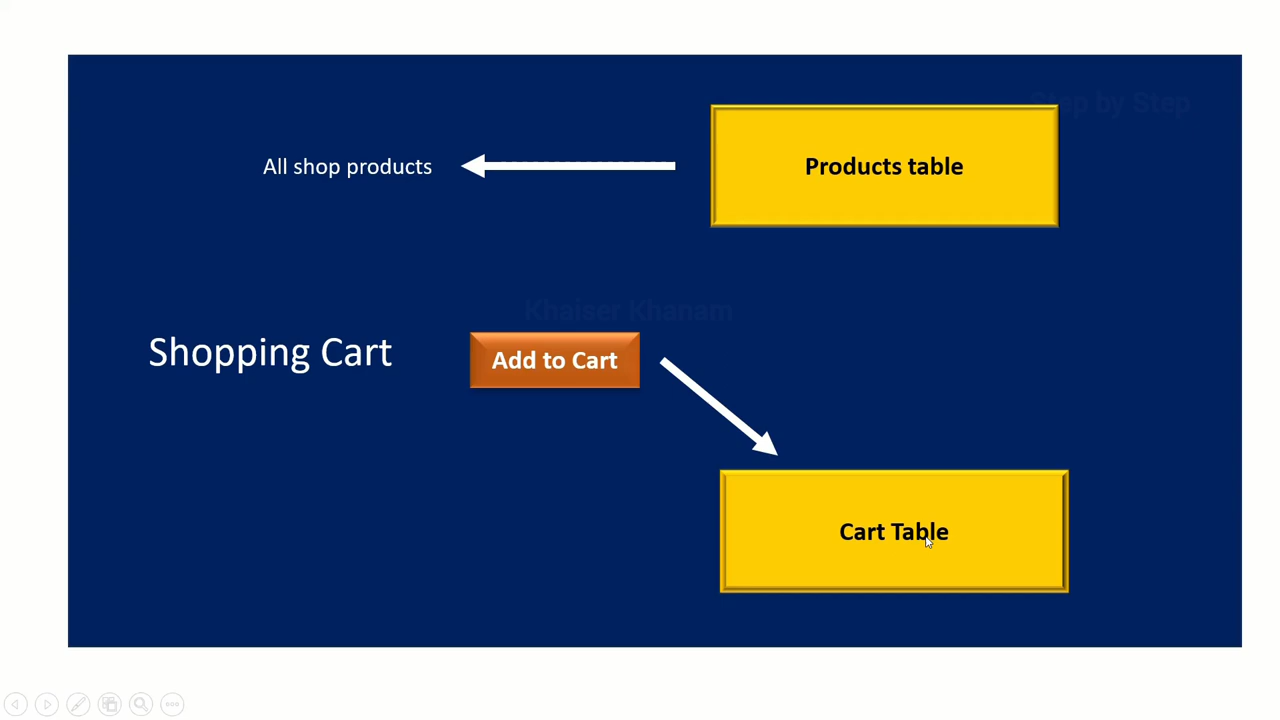 Step by Step
All shop products
Products table
Khaiser Khanam
Shopping Cart
Add to Cart
Cart Table